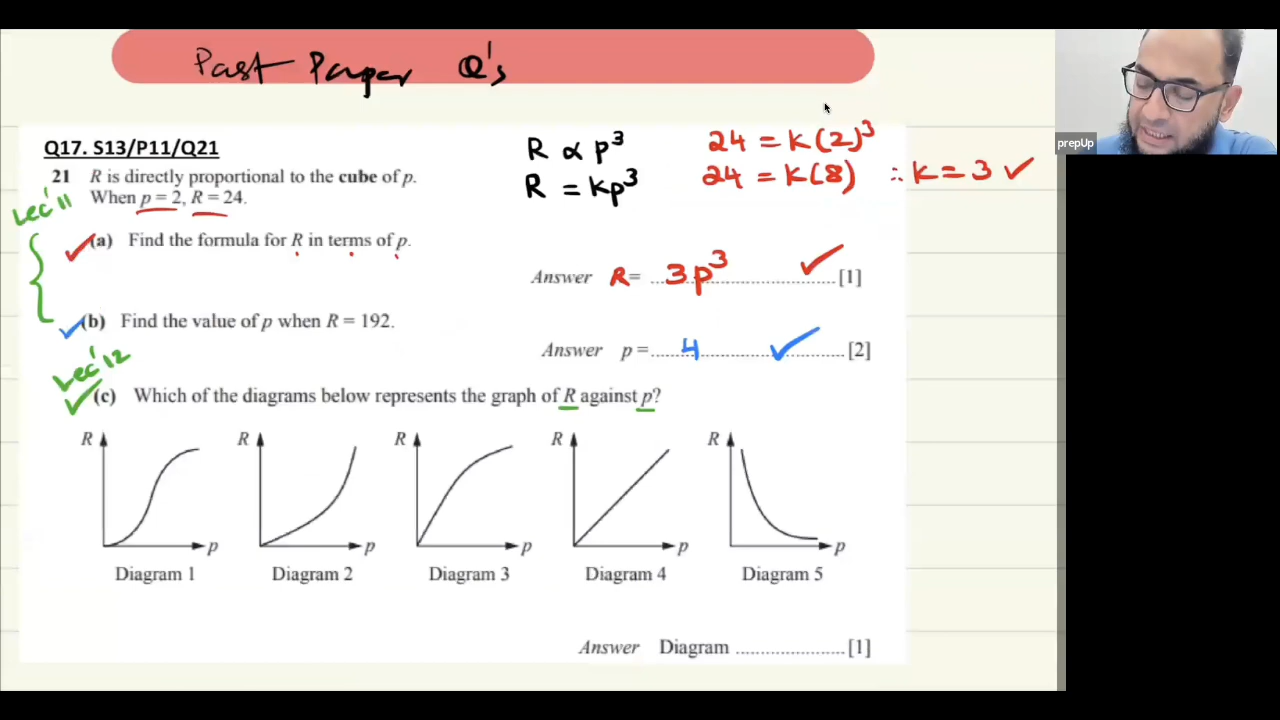 Past Paper Q's
Q17. S13/P11/Q21
21 R is directly proportional to the cube of p.
When p = 2, R = 24.
R ∝ p³
R = kp³
24 = k(2)³
24 = k(8) ∴ k = 3 ✓
prepUp
Lec'11
(a) Find the formula for R in terms of p.
Answer R = 3p³ ✓ [1]
(b) Find the value of p when R = 192.
Answer p = 4 ✓ [2]
Lec'12
(c) Which of the diagrams below represents the graph of R against p?
R R R R R
p p p p p
Diagram 1 Diagram 2 Diagram 3 Diagram 4 Diagram 5
Answer Diagram ..................... [1]